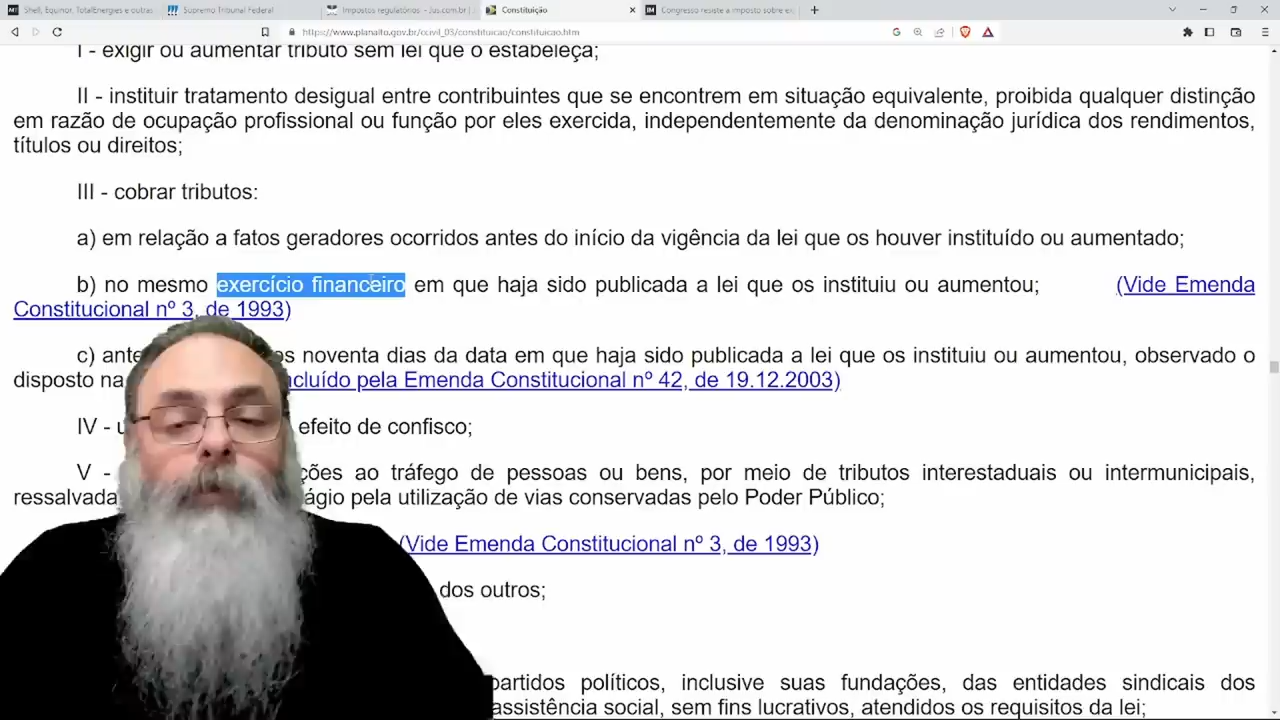 Shell, Equinor, TotalEnergies e outras
Supremo Tribunal Federal
Impostos regulatórios - Jus.com.br | J
Constituição
Congresso resiste a imposto sobre ex
https://www.planalto.gov.br/ccivil_03/constituicao/constituicao.htm
I - exigir ou aumentar tributo sem lei que o estabeleça;
II - instituir tratamento desigual entre contribuintes que se encontrem em situação equivalente, proibida qualquer distinção
em razão de ocupação profissional ou função por eles exercida, independentemente da denominação jurídica dos rendimentos,
títulos ou direitos;
III - cobrar tributos:
a) em relação a fatos geradores ocorridos antes do início da vigência da lei que os houver instituído ou aumentado;
b) no mesmo exercício financeiro em que haja sido publicada a lei que os instituiu ou aumentou; (Vide Emenda
Constitucional nº 3, de 1993)
c) ante os noventa dias da data em que haja sido publicada a lei que os instituiu ou aumentou, observado o
disposto na ncluído pela Emenda Constitucional nº 42, de 19.12.2003)
IV - u efeito de confisco;
V - ções ao tráfego de pessoas ou bens, por meio de tributos interestaduais ou intermunicipais,
ressalvada ágio pela utilização de vias conservadas pelo Poder Público;
(Vide Emenda Constitucional nº 3, de 1993)
dos outros;
partidos políticos, inclusive suas fundações, das entidades sindicais dos
assistência social, sem fins lucrativos, atendidos os requisitos da lei;